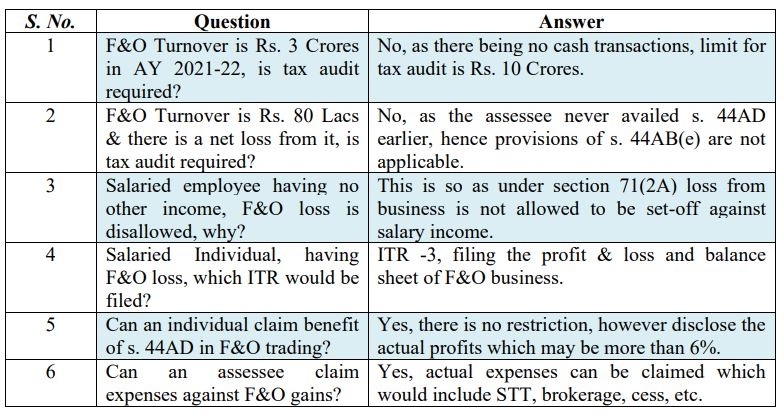 S. No. Question Answer
1 F&O Turnover is Rs. 3 Crores No, as there being no cash transactions, limit for
in AY 2021-22, is tax audit tax audit is Rs. 10 Crores.
required?
2 F&O Turnover is Rs. 80 Lacs No, as the assessee never availed s. 44AD
& there is a net loss from it, is earlier, hence provisions of s. 44AB(e) are not
tax audit required? applicable.
3 Salaried employee having no This is so as under section 71(2A) loss from
other income, F&O loss is business is not allowed to be set-off against
disallowed, why? salary income.
4 Salaried Individual, having ITR -3, filing the profit & loss and balance
F&O loss, which ITR would be sheet of F&O business.
filed?
5 Can an individual claim benefit Yes, there is no restriction, however disclose the
of s. 44AD in F&O trading? actual profits which may be more than 6%.
6 Can an assessee claim Yes, actual expenses can be claimed which
expenses against F&O gains? would include STT, brokerage, cess, etc.